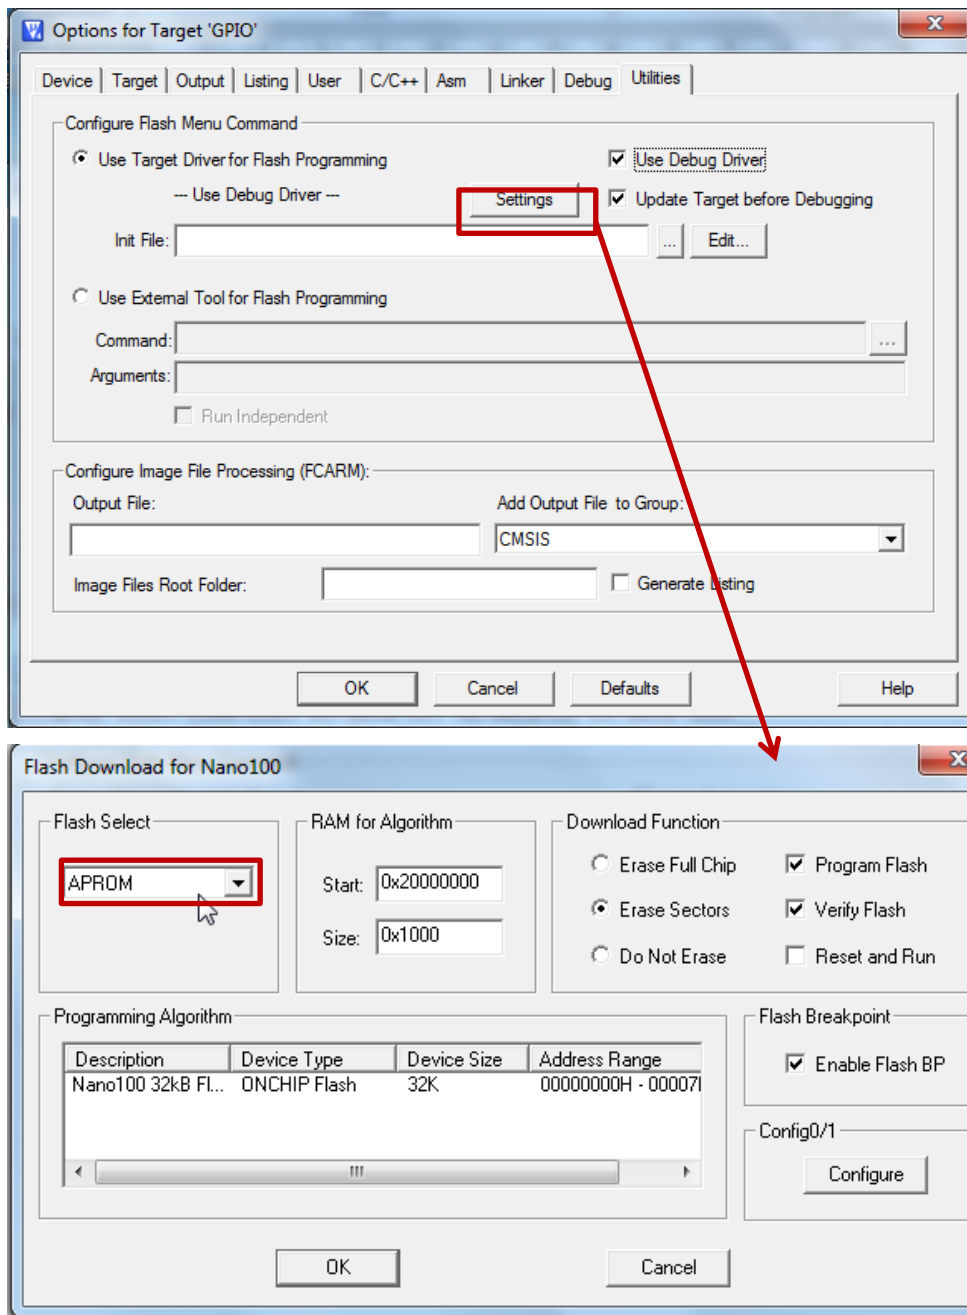 Options for Target 'GPIO'
Device Target Output Listing User C/C++ Asm Linker Debug Utilities
Configure Flash Menu Command
Use Target Driver for Flash Programming Use Debug Driver
--- Use Debug Driver --- Settings Update Target before Debugging
Init File: ... Edit...
Use External Tool for Flash Programming
Command: ...
Arguments:
Run Independent
Configure Image File Processing (FCARM):
Output File: Add Output File to Group:
CMSIS
Image Files Root Folder: Generate Listing
OK Cancel Defaults Help
Flash Download for Nano100
Flash Select RAM for Algorithm Download Function
APROM Start: 0x20000000 Erase Full Chip Program Flash
Erase Sectors Verify Flash
Size: 0x1000 Do Not Erase Reset and Run
Programming Algorithm Flash Breakpoint
Description Device Type Device Size Address Range
Nano100 32kB Fl... ONCHIP Flash 32K 00000000H - 00007
Enable Flash BP
Config0/1
Configure
OK Cancel